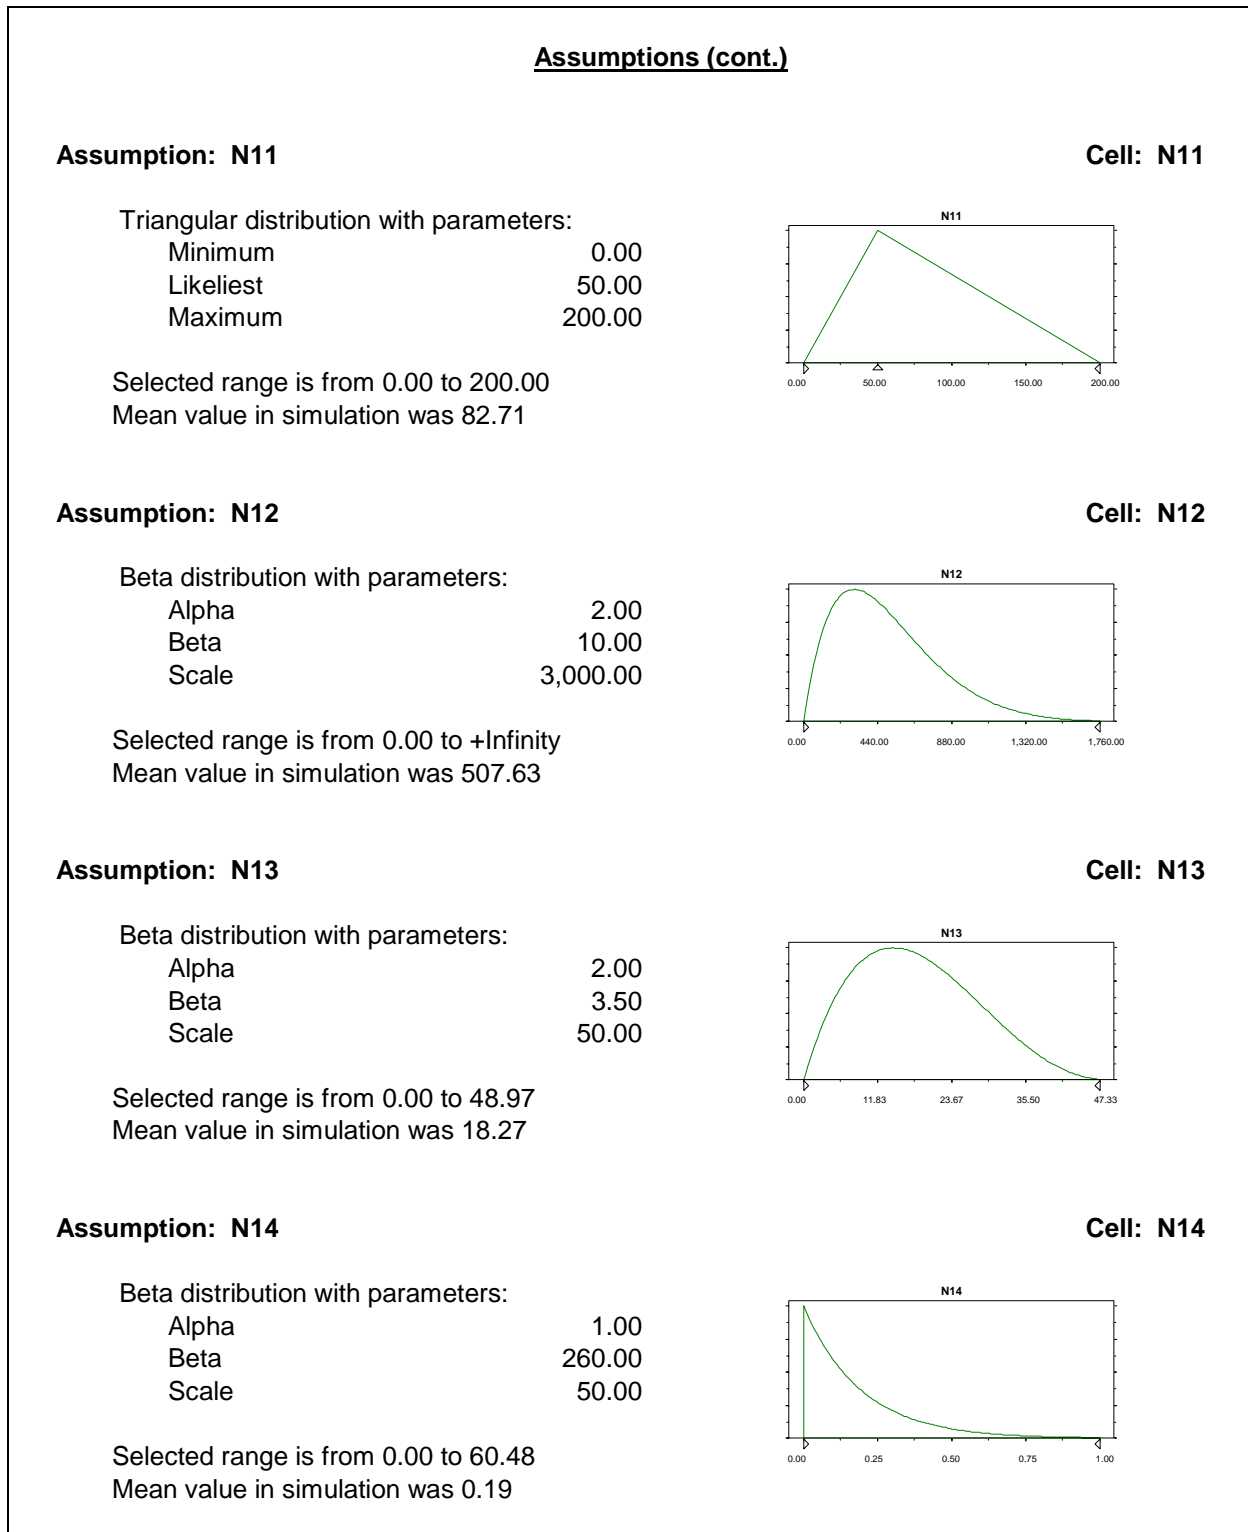 Assumptions (cont.)
Assumption: N11 Cell: N11
Triangular distribution with parameters:
Minimum 0.00
Likeliest 50.00
Maximum 200.00
Selected range is from 0.00 to 200.00
Mean value in simulation was 82.71
N11
0.00 50.00 100.00 150.00 200.00
Assumption: N12 Cell: N12
Beta distribution with parameters:
Alpha 2.00
Beta 10.00
Scale 3,000.00
Selected range is from 0.00 to +Infinity
Mean value in simulation was 507.63
N12
0.00 440.00 880.00 1,320.00 1,760.00
Assumption: N13 Cell: N13
Beta distribution with parameters:
Alpha 2.00
Beta 3.50
Scale 50.00
Selected range is from 0.00 to 48.97
Mean value in simulation was 18.27
N13
0.00 11.83 23.67 35.50 47.33
Assumption: N14 Cell: N14
Beta distribution with parameters:
Alpha 1.00
Beta 260.00
Scale 50.00
Selected range is from 0.00 to 60.48
Mean value in simulation was 0.19
N14
0.00 0.25 0.50 0.75 1.00